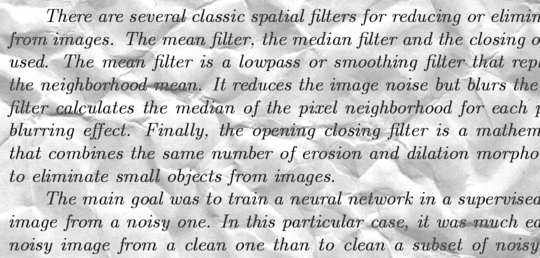 There are several classic spatial filters for reducing or elimin
from images. The mean filter, the median filter and the closing o
used. The mean filter is a lowpass or smoothing filter that repl
the neighborhood mean. It reduces the image noise but blurs the
filter calculates the median of the pixel neighborhood for each p
blurring effect. Finally, the opening closing filter is a mathem
that combines the same number of erosion and dilation morpho
to eliminate small objects from images.
The main goal was to train a neural network in a supervised
image from a noisy one. In this particular case, it was much ea
noisy image from a clean one than to clean a subset of noisy